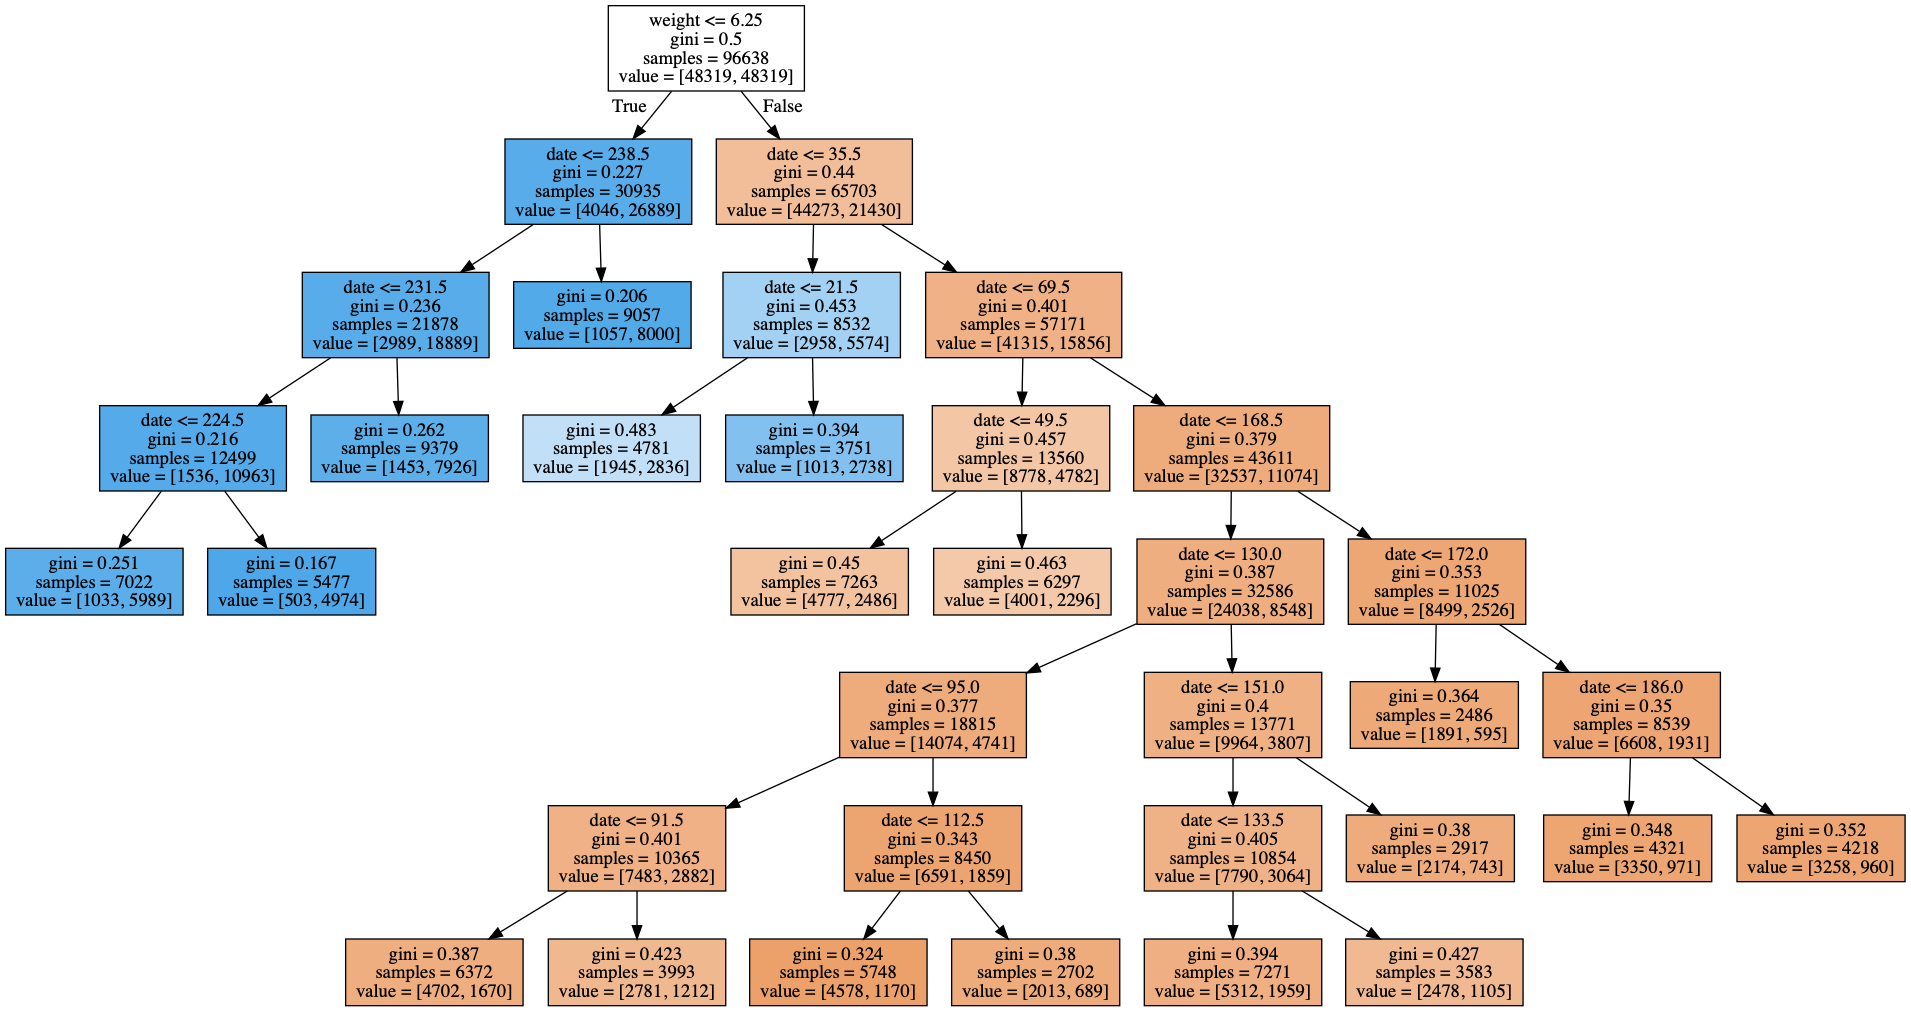 weight <= 6.25
gini = 0.5
samples = 96638
value = [48319, 48319]
True
False
date <= 238.5
gini = 0.227
samples = 30935
value = [4046, 26889]
date <= 35.5
gini = 0.44
samples = 65703
value = [44273, 21430]
date <= 231.5
gini = 0.236
samples = 21878
value = [2989, 18889]
gini = 0.206
samples = 9057
value = [1057, 8000]
date <= 21.5
gini = 0.453
samples = 8532
value = [2958, 5574]
date <= 69.5
gini = 0.401
samples = 57171
value = [41315, 15856]
date <= 224.5
gini = 0.216
samples = 12499
value = [1536, 10963]
gini = 0.262
samples = 9379
value = [1453, 7926]
gini = 0.483
samples = 4781
value = [1945, 2836]
gini = 0.394
samples = 3751
value = [1013, 2738]
date <= 49.5
gini = 0.457
samples = 13560
value = [8778, 4782]
date <= 168.5
gini = 0.379
samples = 43611
value = [32537, 11074]
gini = 0.251
samples = 7022
value = [1033, 5989]
gini = 0.167
samples = 5477
value = [503, 4974]
gini = 0.45
samples = 7263
value = [4777, 2486]
gini = 0.463
samples = 6297
value = [4001, 2296]
date <= 130.0
gini = 0.387
samples = 32586
value = [24038, 8548]
date <= 172.0
gini = 0.353
samples = 11025
value = [8499, 2526]
date <= 95.0
gini = 0.377
samples = 18815
value = [14074, 4741]
date <= 151.0
gini = 0.4
samples = 13771
value = [9964, 3807]
gini = 0.364
samples = 2486
value = [1891, 595]
date <= 186.0
gini = 0.35
samples = 8539
value = [6608, 1931]
date <= 91.5
gini = 0.401
samples = 10365
value = [7483, 2882]
date <= 112.5
gini = 0.343
samples = 8450
value = [6591, 1859]
date <= 133.5
gini = 0.405
samples = 10854
value = [7790, 3064]
gini = 0.38
samples = 2917
value = [2174, 743]
gini = 0.348
samples = 4321
value = [3350, 971]
gini = 0.352
samples = 4218
value = [3258, 960]
gini = 0.387
samples = 6372
value = [4702, 1670]
gini = 0.423
samples = 3993
value = [2781, 1212]
gini = 0.324
samples = 5748
value = [4578, 1170]
gini = 0.38
samples = 2702
value = [2013, 689]
gini = 0.394
samples = 7271
value = [5312, 1959]
gini = 0.427
samples = 3583
value = [2478, 1105]